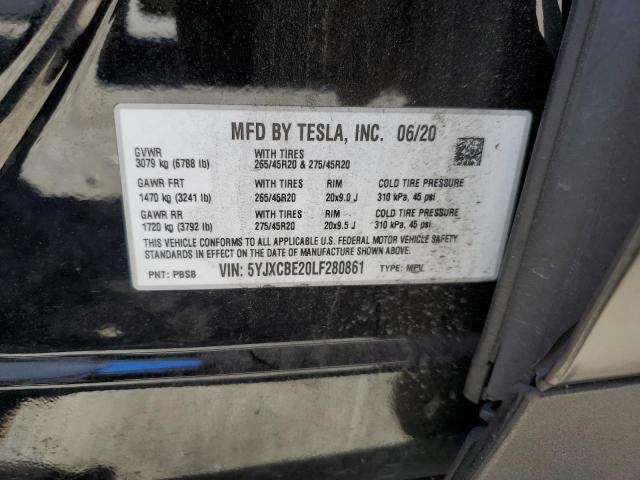 MFD BY TESLA, INC. 06/20
GVWR WITH TIRES
3079 kg (6788 lb) 265/45R20 & 275/45R20
GAWR FRT WITH TIRES RIM COLD TIRE PRESSURE
1470 kg (3241 lb) 265/45R20 20x9.0 J 310 kPa, 45 psi
GAWR RR WITH TIRES RIM COLD TIRE PRESSURE
1720 kg (3792 lb) 275/45R20 20x9.5 J 310 kPa, 45 psi
THIS VEHICLE CONFORMS TO ALL APPLICABLE U.S. FEDERAL MOTOR VEHICLE SAFETY
STANDARDS IN EFFECT ON THE DATE OF MANUFACTURE SHOWN ABOVE.
PNT: PBSB VIN: 5YJXCBE20LF280861 TYPE: MPV